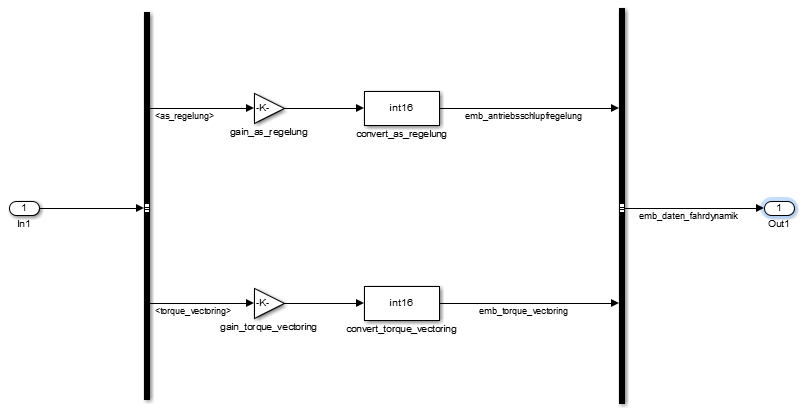 -K-
int16
<as_regelung>
emb_antriebsschlupfregelung
gain_as_regelung
convert_as_regelung
1
In1
1
emb_daten_fahrdynamik
Out1
-K-
int16
<torque_vectoring>
emb_torque_vectoring
gain_torque_vectoring
convert_torque_vectoring